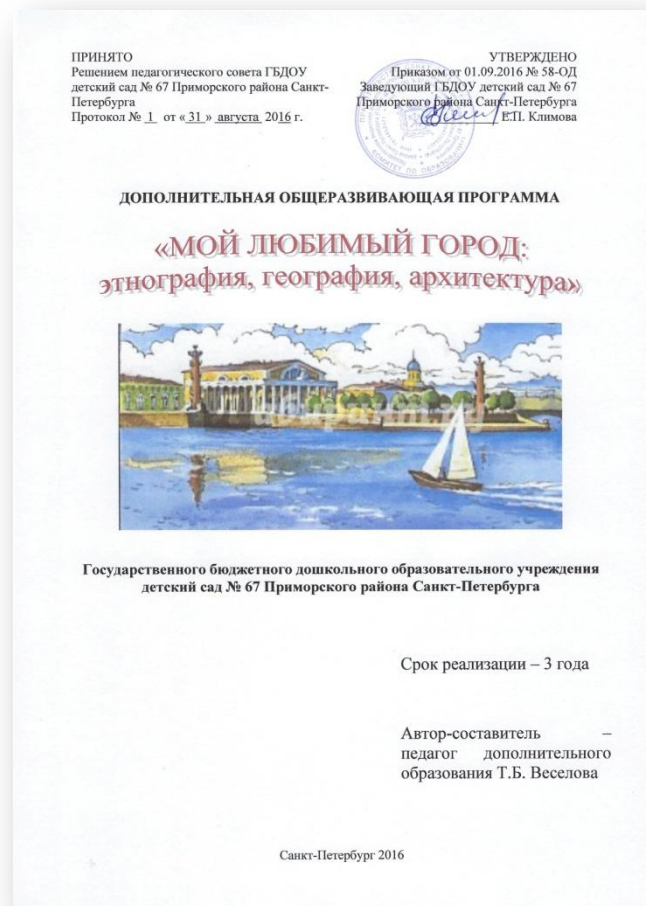 ПРИНЯТО
Решением педагогического совета ГБДОУ
детский сад № 67 Приморского района Санкт-
Петербурга
Протокол № 1 от « 31 » августа 2016 г.
УТВЕРЖДЕНО
Приказом от 01.09.2016 № 58-ОД
Заведующий ГБДОУ детский сад № 67
Приморского района Санкт-Петербурга
Е.П. Климова
ДОПОЛНИТЕЛЬНАЯ ОБЩЕРАЗВИВАЮЩАЯ ПРОГРАММА
«МОЙ ЛЮБИМЫЙ ГОРОД:
этнография, география, архитектура»
Государственного бюджетного дошкольного образовательного учреждения
детский сад № 67 Приморского района Санкт-Петербурга
Срок реализации – 3 года
Автор-составитель –
педагог дополнительного
образования Т.Б. Веселова
Санкт-Петербург 2016